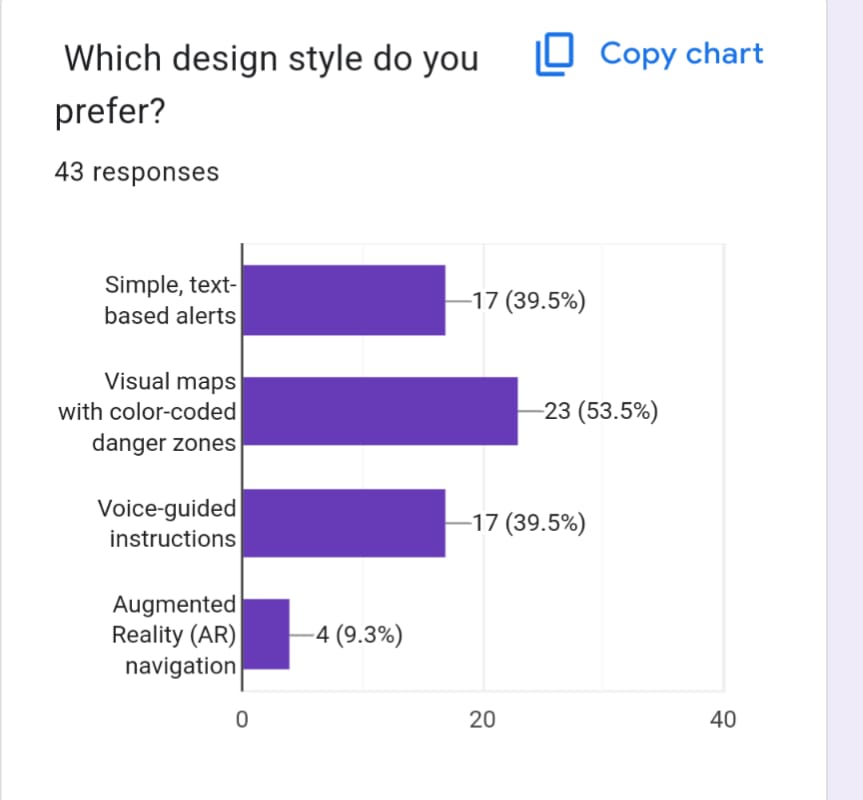 Which design style do you
prefer?
Copy chart
43 responses
Simple, text-
based alerts
17 (39.5%)
Visual maps
with color-coded
danger zones
23 (53.5%)
Voice-guided
instructions
17 (39.5%)
Augmented
Reality (AR)
navigation
4 (9.3%)
0
20
40